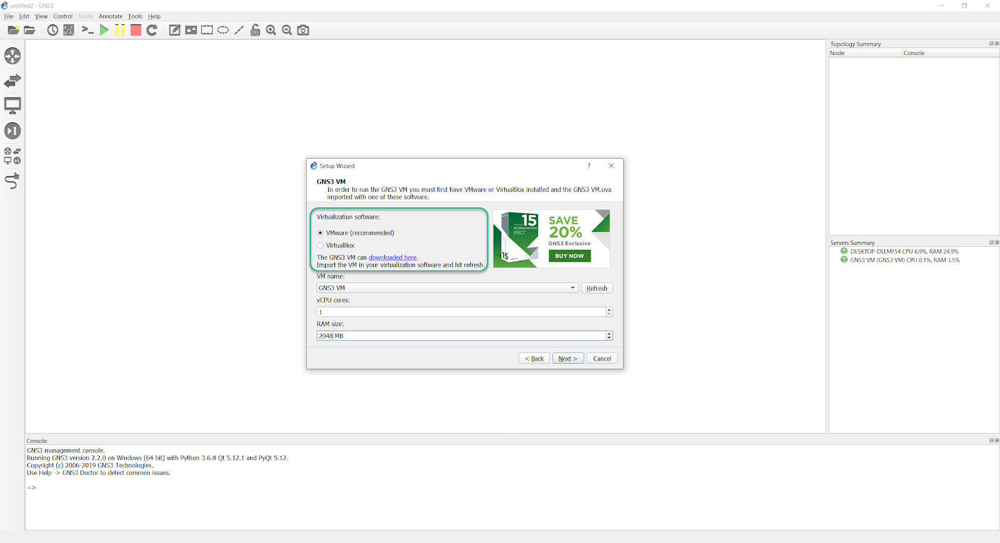 untitled2 - GNS3
File Edit View Control Node Annotate Tools Help
Topology Summary
Node Console
Setup Wizard
?
GNS3 VM
In order to run the GNS3 VM you must first have VMware or VirtualBox installed and the GNS3 VM.ova
imported with one of these software.
Virtualization software:
VMware (recommended)
VirtualBox
The GNS3 VM can downloaded here.
Import the VM in your virtualization software and hit refresh.
15
WORKSTATION
PRO™
15
SAVE
20%
GNS3 Exclusive
BUY NOW
VM name:
GNS3 VM
Refresh
vCPU cores:
1
RAM size:
2048 MB
< Back Next > Cancel
Servers Summary
DESKTOP-DLLMF54 CPU 6.9%, RAM 24.9%
GNS3 VM (GNS3 VM) CPU 0.1%, RAM 3.5%
Console
GNS3 management console.
Running GNS3 version 2.2.0 on Windows (64-bit) with Python 3.6.8 Qt 5.12.1 and PyQt 5.12.
Copyright (c) 2006-2019 GNS3 Technologies.
Use Help -> GNS3 Doctor to detect common issues.
=>